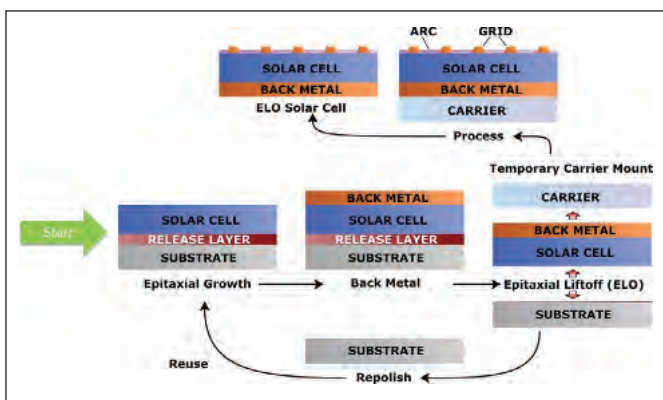 ARC
GRID
SOLAR CELL
BACK METAL
ELO Solar Cell
SOLAR CELL
BACK METAL
CARRIER
Process
Temporary Carrier Mount
CARRIER
BACK METAL
SOLAR CELL
Epitaxial Liftoff (ELO)
SUBSTRATE
Start
SOLAR CELL
RELEASE LAYER
SUBSTRATE
Epitaxial Growth
BACK METAL
SOLAR CELL
RELEASE LAYER
SUBSTRATE
Back Metal
SUBSTRATE
Repolish
Reuse